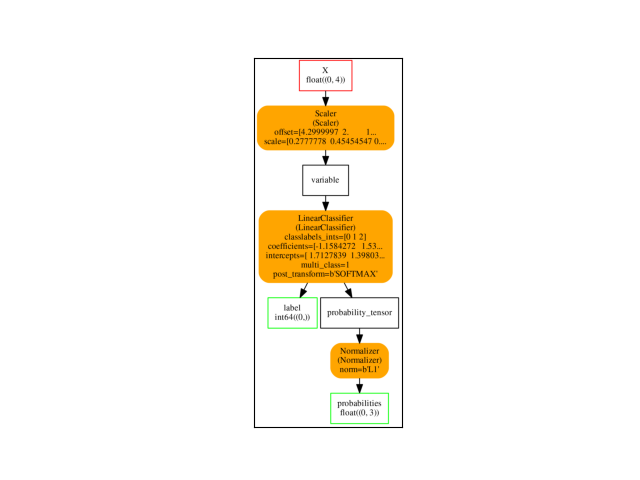 X
float((0, 4))
Scaler
(Scaler)
offset=[4.2999997 2. 1...
scale=[0.2777778 0.45454547 0....
variable
LinearClassifier
(LinearClassifier)
classlabels_ints=[0 1 2]
coefficients=[-1.1584272 1.53...
intercepts=[ 1.7127839 1.39803...
multi_class=1
post_transform=b'SOFTMAX'
label
int64((0,))
probability_tensor
Normalizer
(Normalizer)
norm=b'L1'
probabilities
float((0, 3))